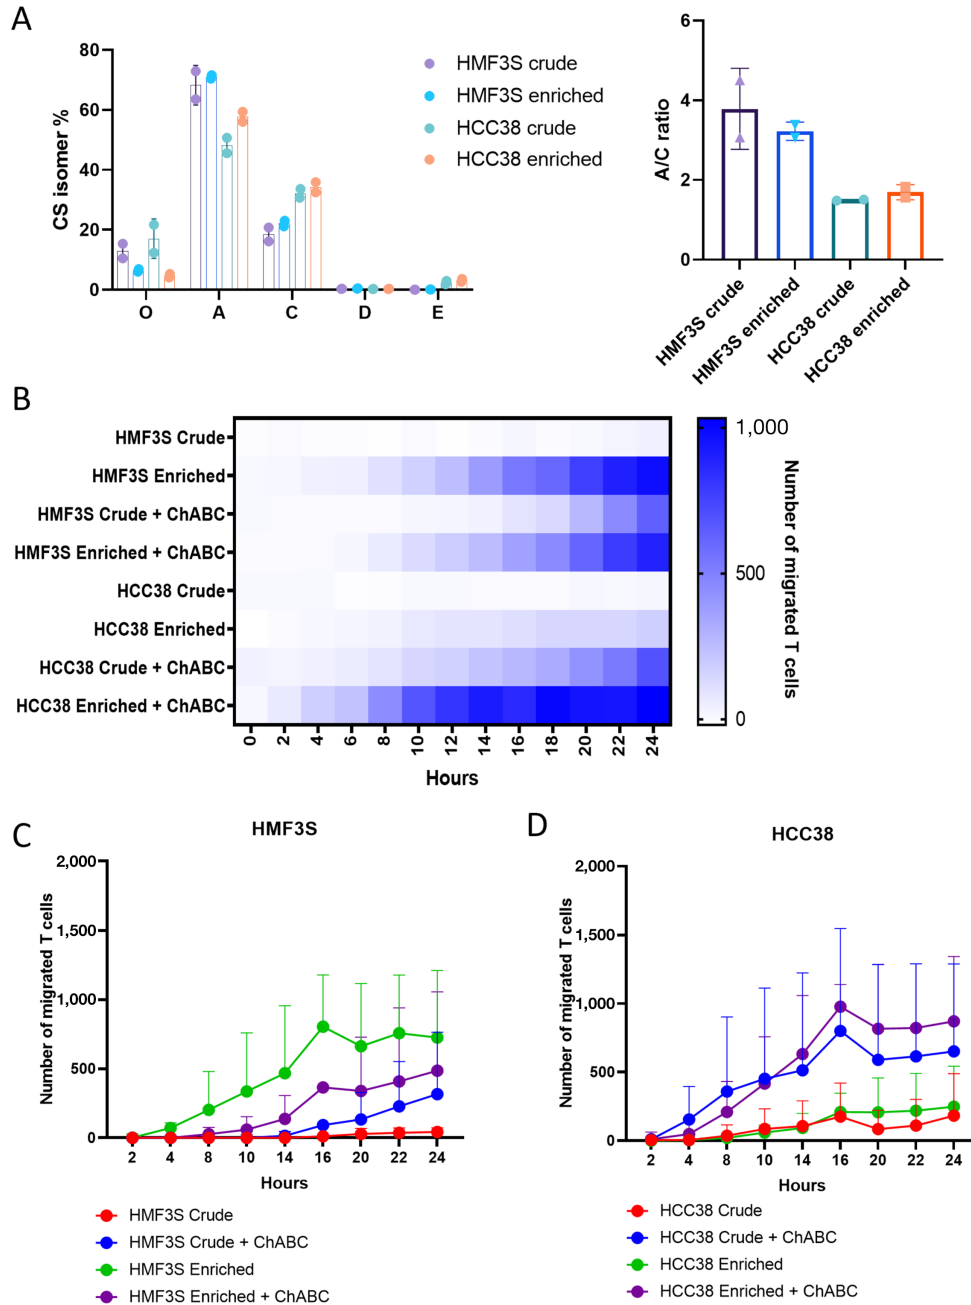 A
80
60
40
20
0
CS isomer %
O A C D E
HMF3S crude
HMF3S enriched
HCC38 crude
HCC38 enriched
6
4
2
0
A/C ratio
HMF3S crude
HMF3S enriched
HCC38 crude
HCC38 enriched
B
HMF3S Crude
HMF3S Enriched
HMF3S Crude + ChABC
HMF3S Enriched + ChABC
HCC38 Crude
HCC38 Enriched
HCC38 Crude + ChABC
HCC38 Enriched + ChABC
0 2 4 6 8 10 12 14 16 18 20 22 24
Hours
1,000
500
0
Number of migrated T cells
C
HMF3S
2,000
1,500
1,000
500
0
Number of migrated T cells
2 4 8 10 14 16 20 22 24
Hours
HMF3S Crude
HMF3S Crude + ChABC
HMF3S Enriched
HMF3S Enriched + ChABC
D
HCC38
2,000
1,500
1,000
500
0
Number of migrated T cells
2 4 8 10 14 16 20 22 24
Hours
HCC38 Crude
HCC38 Crude + ChABC
HCC38 Enriched
HCC38 Enriched + ChABC